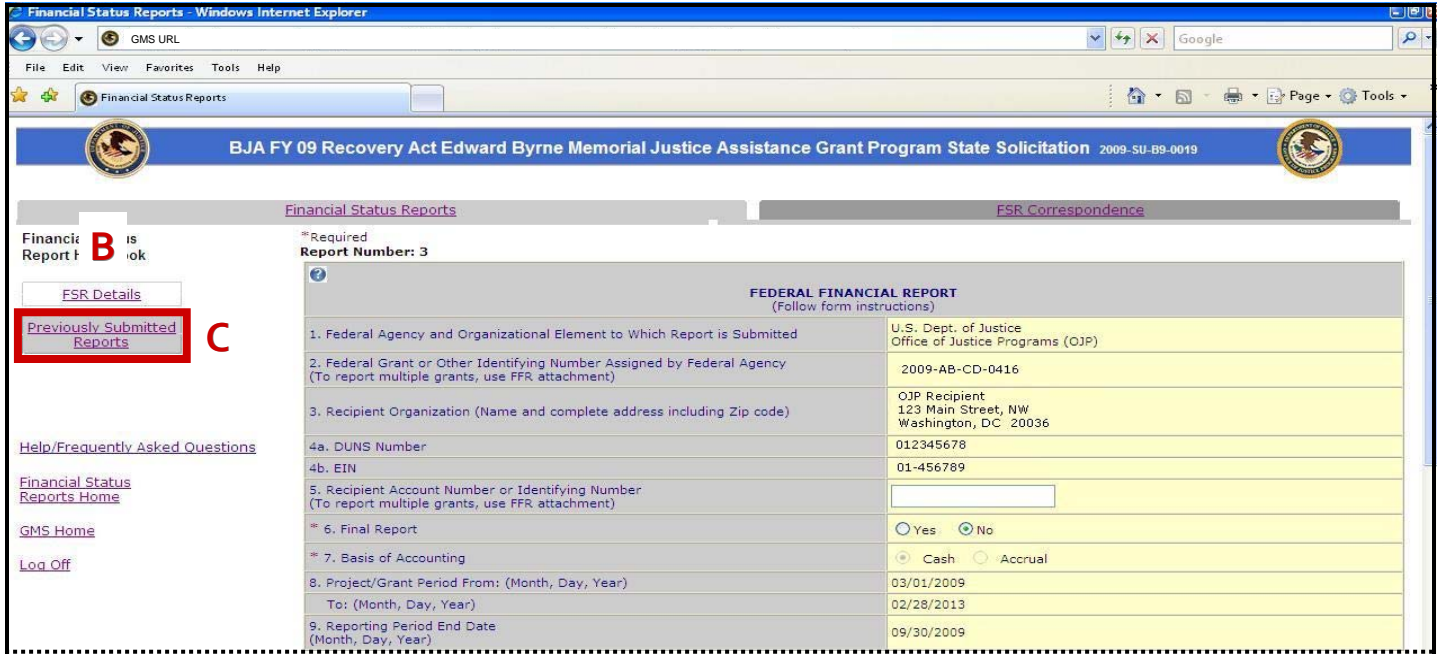 Financial Status Reports - Windows Internet Explorer
GMS URL
Google
File Edit View Favorites Tools Help
Financial Status Reports
Page
Tools
BJA FY 09 Recovery Act Edward Byrne Memorial Justice Assistance Grant Program State Solicitation 2009-SU-B9-0019
Financial Status Reports
FSR Correspondence
B
FSR Details
Previously Submitted
Reports
C
Help/Frequently Asked Questions
Financial Status
Reports Home
GMS Home
Log Off
*Required
Report Number: 3
FEDERAL FINANCIAL REPORT
(Follow form instructions)
1. Federal Agency and Organizational Element to Which Report is Submitted
U.S. Dept. of Justice
Office of Justice Programs (OJP)
2. Federal Grant or Other Identifying Number Assigned by Federal Agency
(To report multiple grants, use FFR attachment)
2009-AB-CD-0416
3. Recipient Organization (Name and complete address including Zip code)
OJP Recipient
123 Main Street, NW
Washington, DC 20036
4a. DUNS Number
012345678
4b. EIN
01-456789
5. Recipient Account Number or Identifying Number
(To report multiple grants, use FFR attachment)
* 6. Final Report
Yes No
* 7. Basis of Accounting
Cash Accrual
8. Project/Grant Period From: (Month, Day, Year)
03/01/2009
To: (Month, Day, Year)
02/28/2013
9. Reporting Period End Date
(Month, Day, Year)
09/30/2009